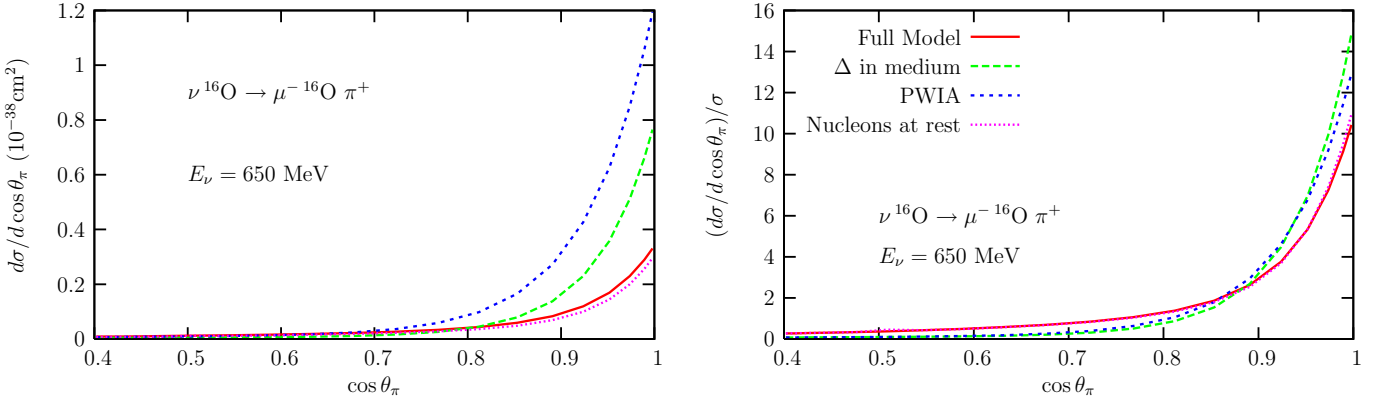 dσ/d cos θπ (10⁻³⁸cm²)
1.2
1
0.8
0.6
0.4
0.2
0
ν ¹⁶O → μ⁻ ¹⁶O π⁺
Eν = 650 MeV
0.4 0.5 0.6 0.7 0.8 0.9 1
cos θπ
(dσ/d cos θπ)/σ
16
14
12
10
8
6
4
2
0
Full Model
Δ in medium
PWIA
Nucleons at rest
ν ¹⁶O → μ⁻ ¹⁶O π⁺
Eν = 650 MeV
0.4 0.5 0.6 0.7 0.8 0.9 1
cos θπ